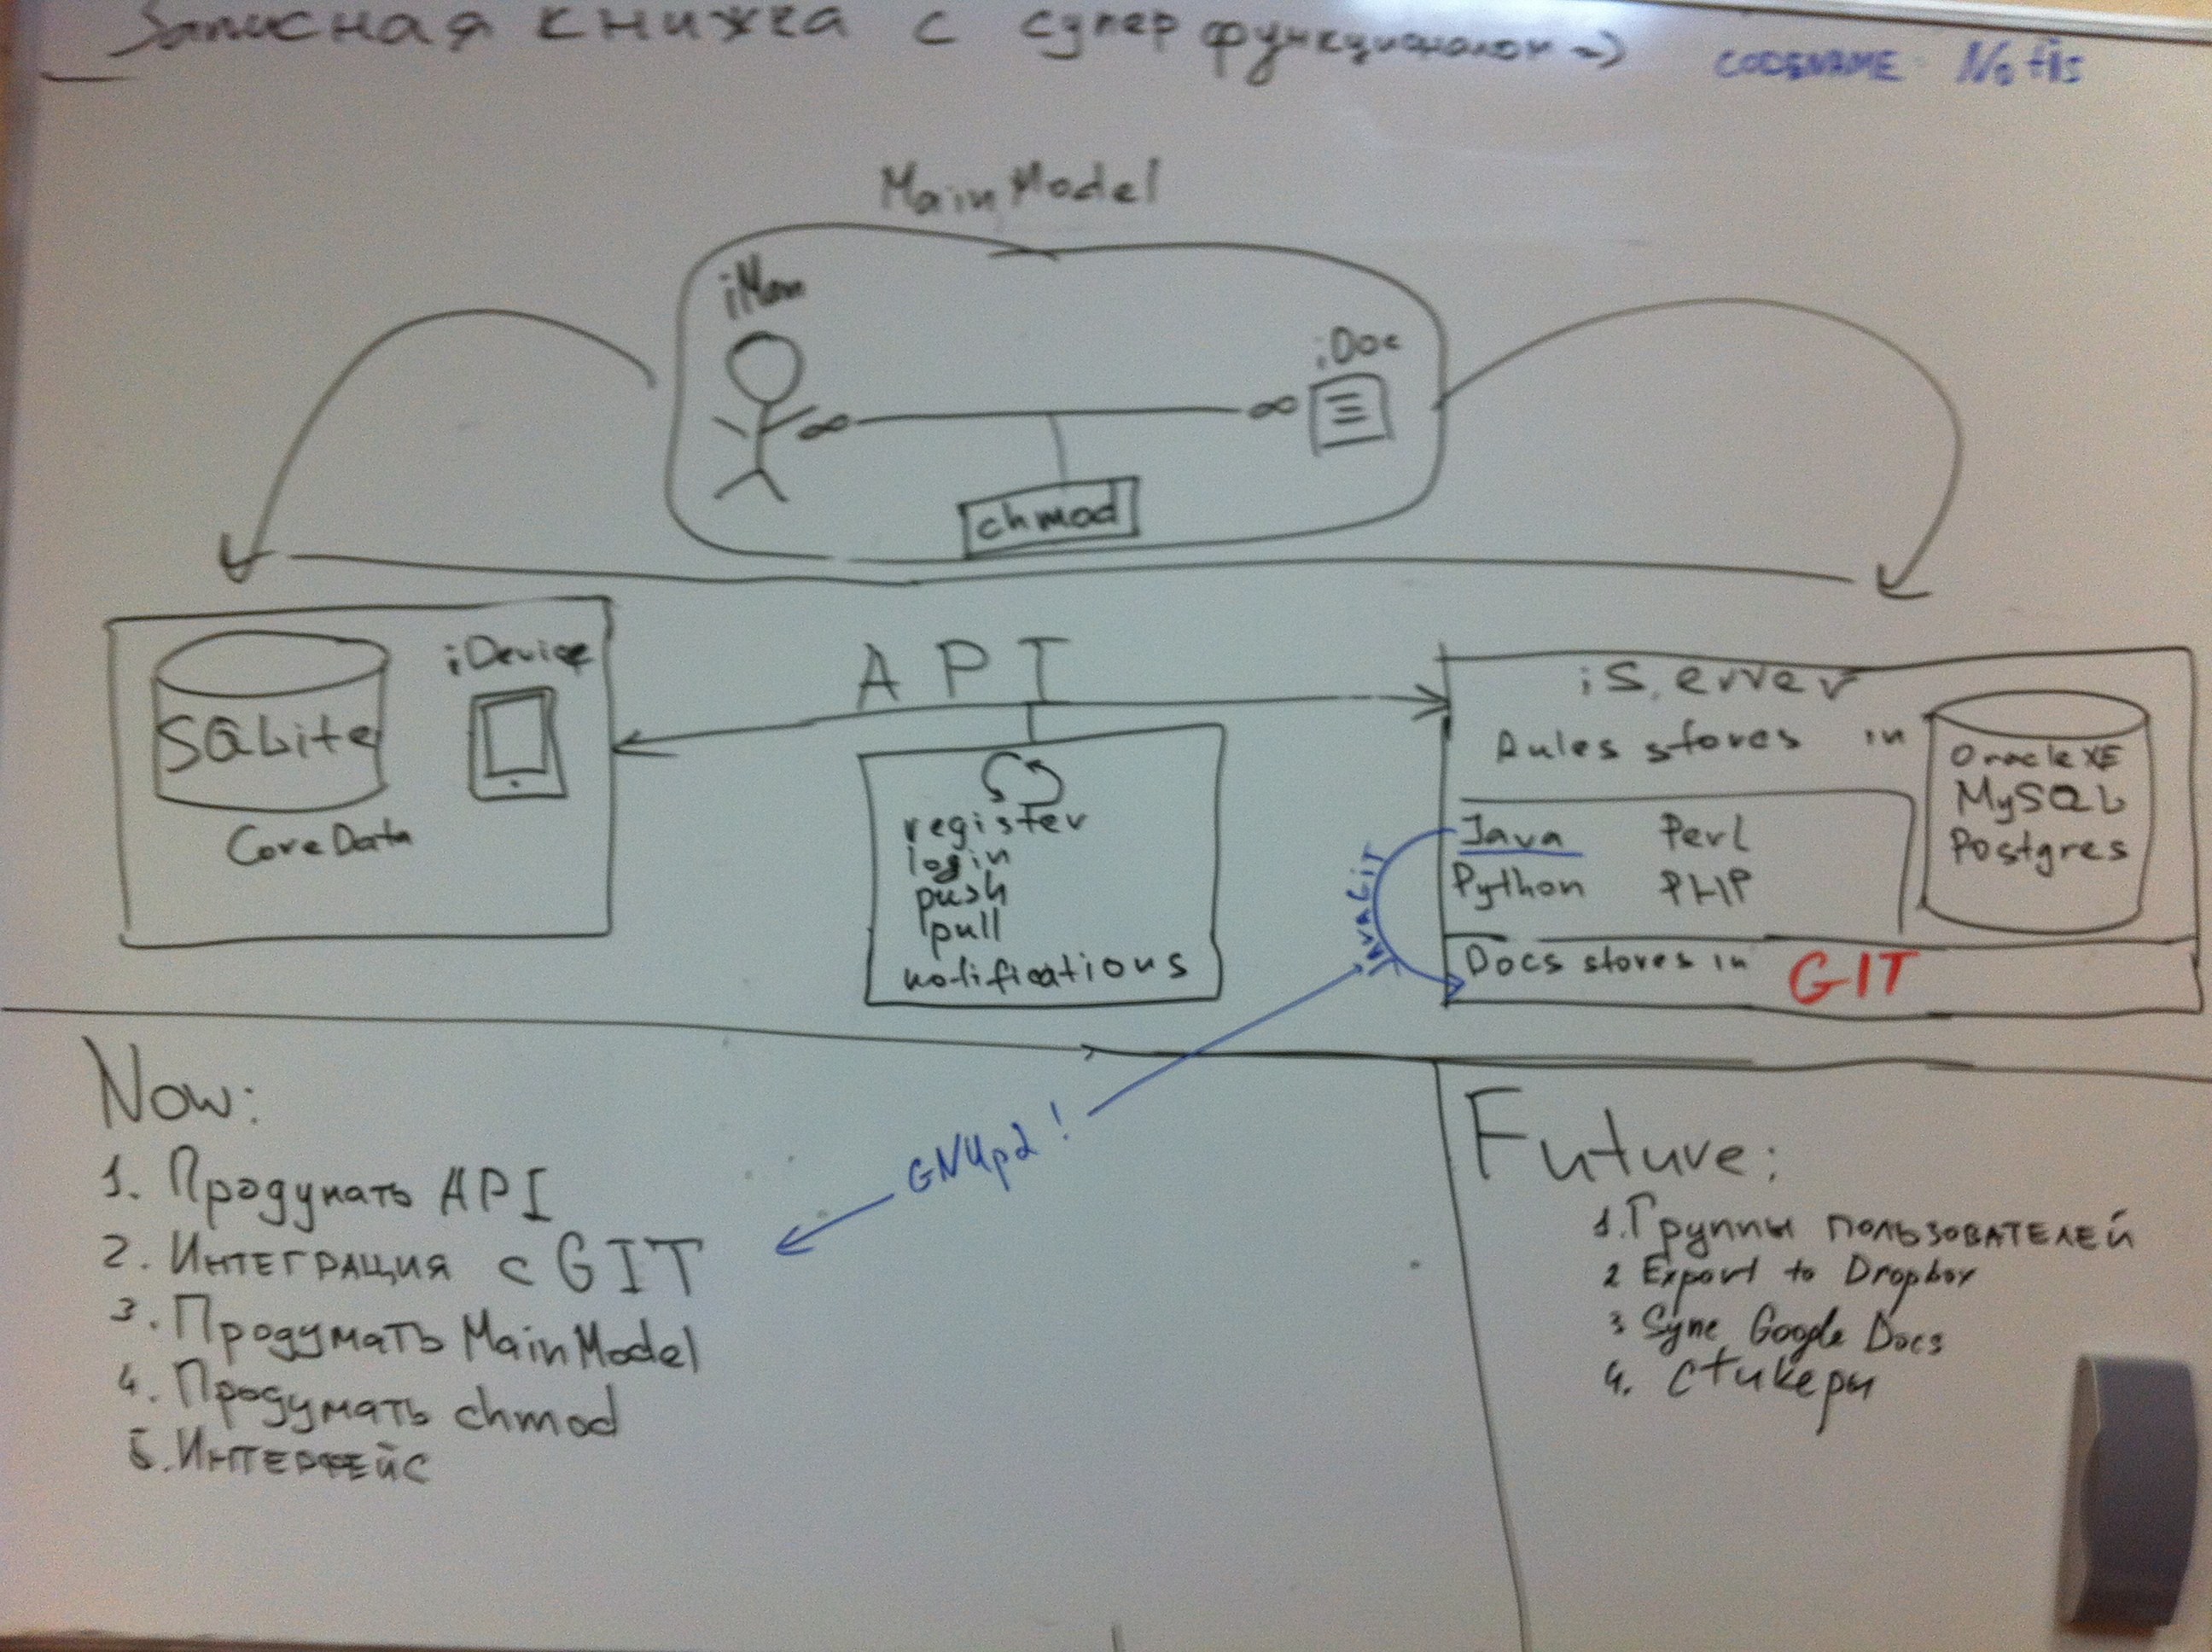 Записная книжка с супер функционалом →
CODENAME Notis
MainModel
iMan
iDoc
∞
∞
chmod
SQLite
CoreData
iDevice
API
register
login
push
pull
notifications
iServer
Rules stores in
OracleXE
MySQL
Postgres
Java Perl
Python PHP
JavaGIT
Docs stores in GIT
GNUpd !
Now:
1. Продумать API
2. Интеграция с GIT
3. Продумать MainModel
4. Продумать chmod
5. Интерфейс
Future:
1. Группы пользователей
2 Export to Dropbox
3 Sync Google Docs
4. Стикеры